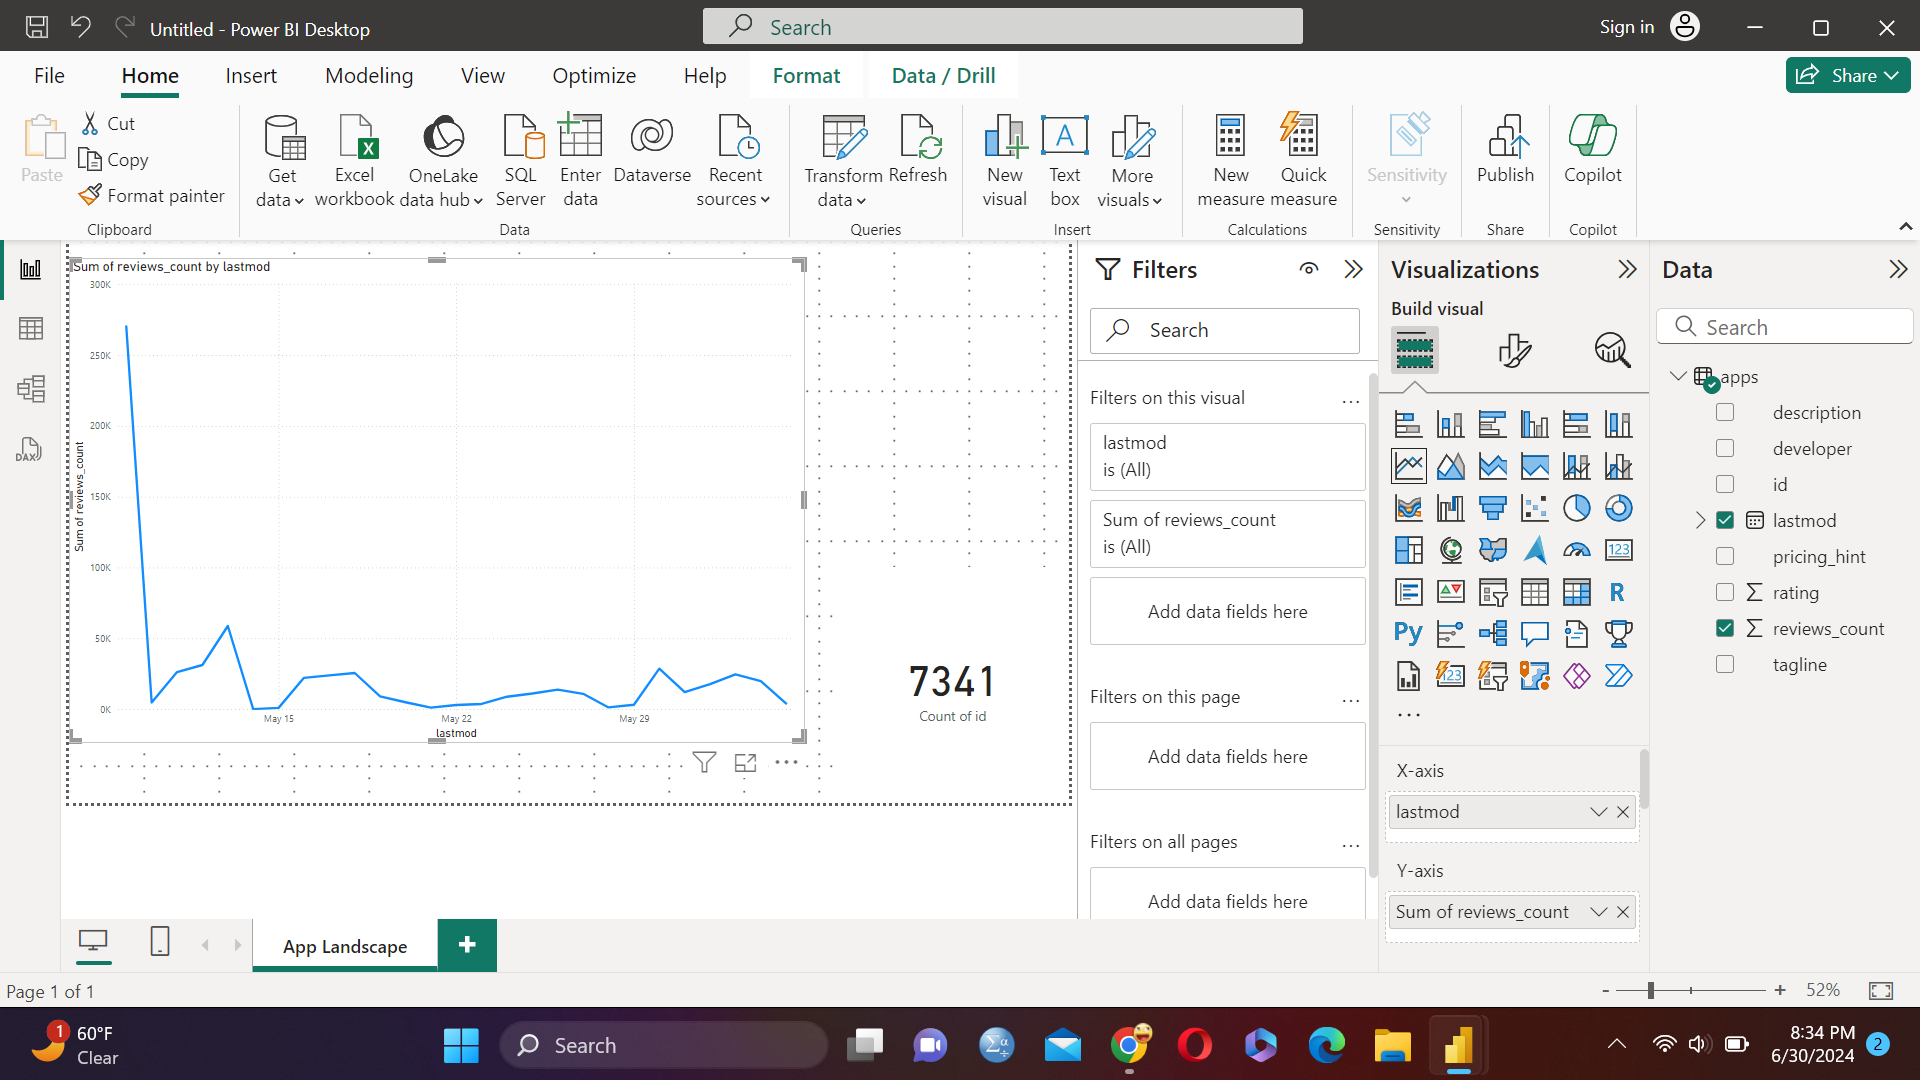 Untitled - Power BI Desktop
Search
Sign in
File
Home
Insert
Modeling
View
Optimize
Help
Format
Data / Drill
Share
Paste
Cut
Copy
Format painter
Clipboard
Get data
Excel workbook
OneLake data hub
SQL Server
Enter data
Dataverse
Recent sources
Data
Transform data
Refresh
Queries
New visual
Text box
More visuals
Insert
New measure
Quick measure
Calculations
Sensitivity
Sensitivity
Publish
Share
Copilot
Copilot
DAX
Sum of reviews_count by lastmod
300K
250K
200K
150K
100K
50K
0K
Sum of reviews_count
May 15
May 22
May 29
lastmod
7341
Count of id
Filters
Search
Filters on this visual
lastmod
is (All)
Sum of reviews_count
is (All)
Add data fields here
Filters on this page
Add data fields here
Filters on all pages
Add data fields here
Visualizations
Build visual
123
R
Py
123
X-axis
lastmod
Y-axis
Sum of reviews_count
Data
Search
apps
description
developer
id
lastmod
pricing_hint
rating
reviews_count
tagline
App Landscape
Page 1 of 1
52%
1
60°F
Clear
Search
8:34 PM
6/30/2024
2